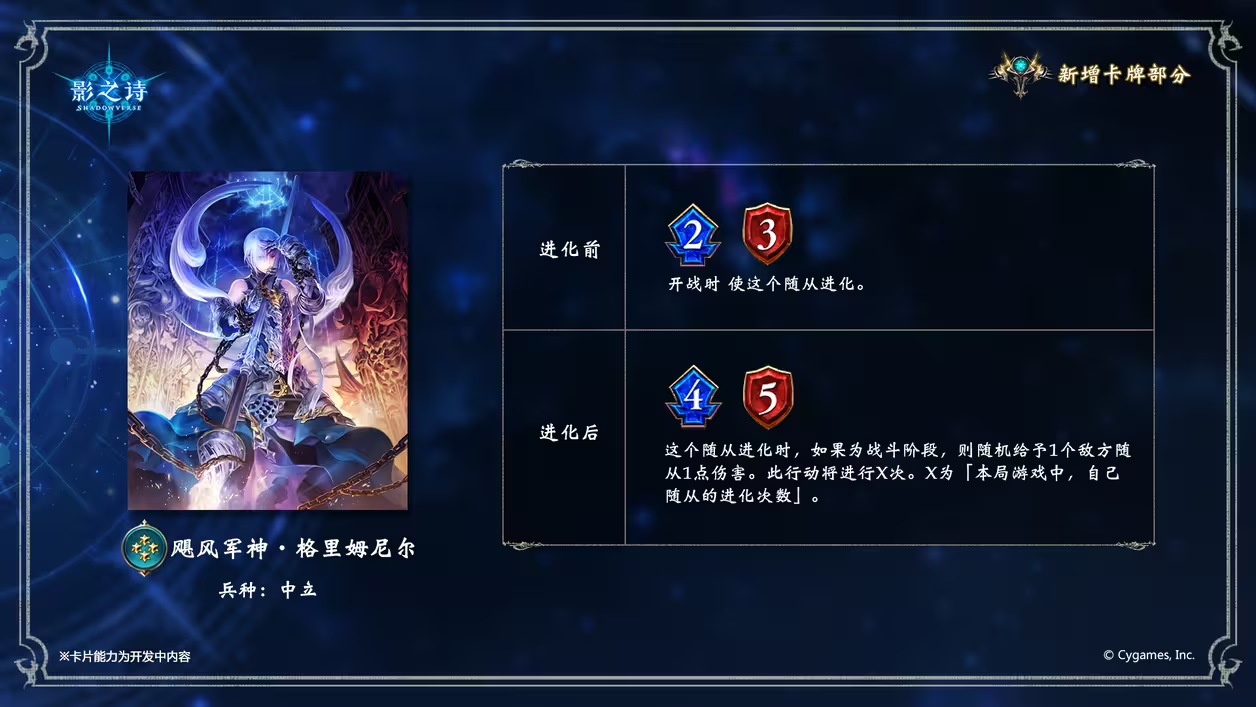 影之诗
SHADOWVERSE
新增卡牌部分
进化前
2 3
开战时 使这个随从进化。
进化后
4 5
这个随从进化时，如果为战斗阶段，则随机给予1个敌方随
从1点伤害。此行动将进行X次。X为「本局游戏中，自己
随从的进化次数」。
飓风军神·格里姆尼尔
兵种：中立
※卡片能力为开发中内容
© Cygames, Inc.